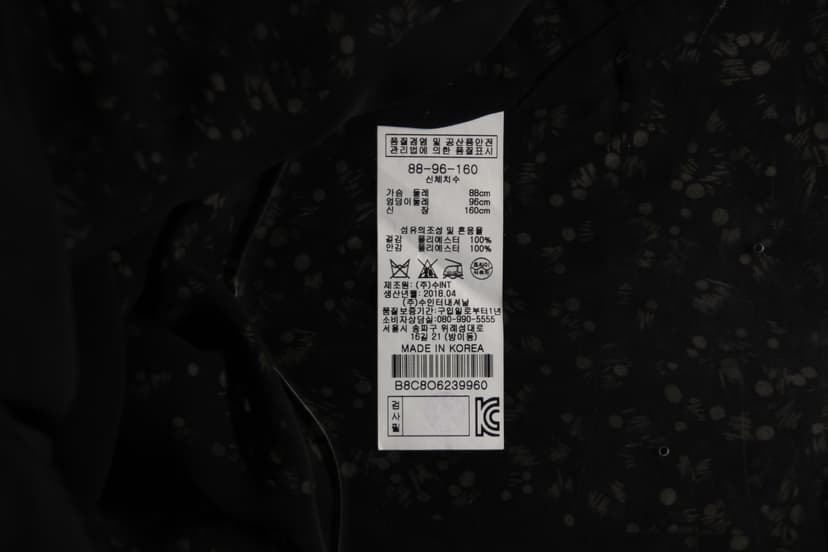 품질경영 및 공산품안전
관리법에 의한 품질표시
88-96-160
신체치수
가슴 둘레 88cm
엉덩이둘레 96cm
신 장 160cm
섬유의조성 및 혼용율
겉감 폴리에스터 100%
안감 폴리에스터 100%
제조원: (주)수INT
생산년월: 2018.04
(주)수인터내셔날
품질보증기간:구입일로부터1년
소비자상담실:080-990-5555
서울시 송파구 위례성대로
16길 21 (방이동)
MADE IN KOREA
B8C8O6239960
검사필